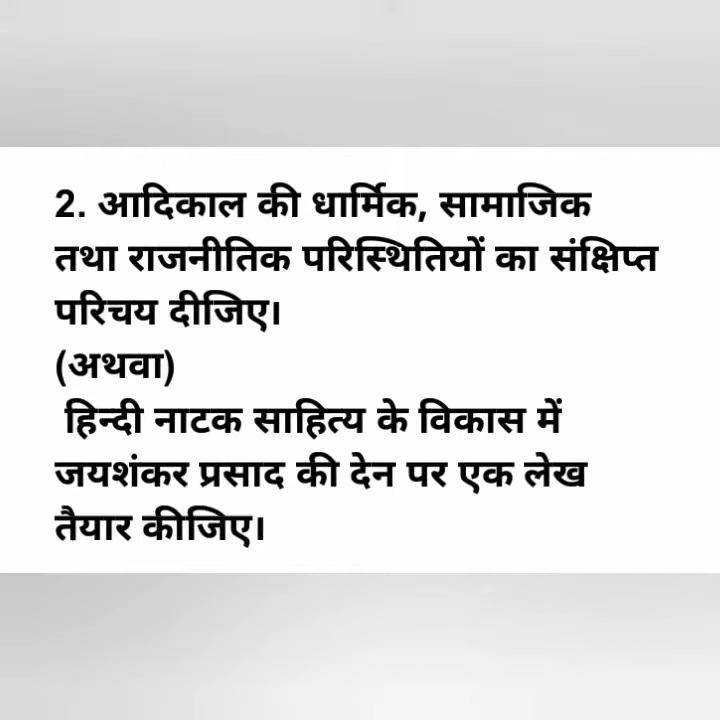 2. आदिकाल की धार्मिक, सामाजिक
तथा राजनीतिक परिस्थितियों का संक्षिप्त
परिचय दीजिए।
(अथवा)
हिन्दी नाटक साहित्य के विकास में
जयशंकर प्रसाद की देन पर एक लेख
तैयार कीजिए।